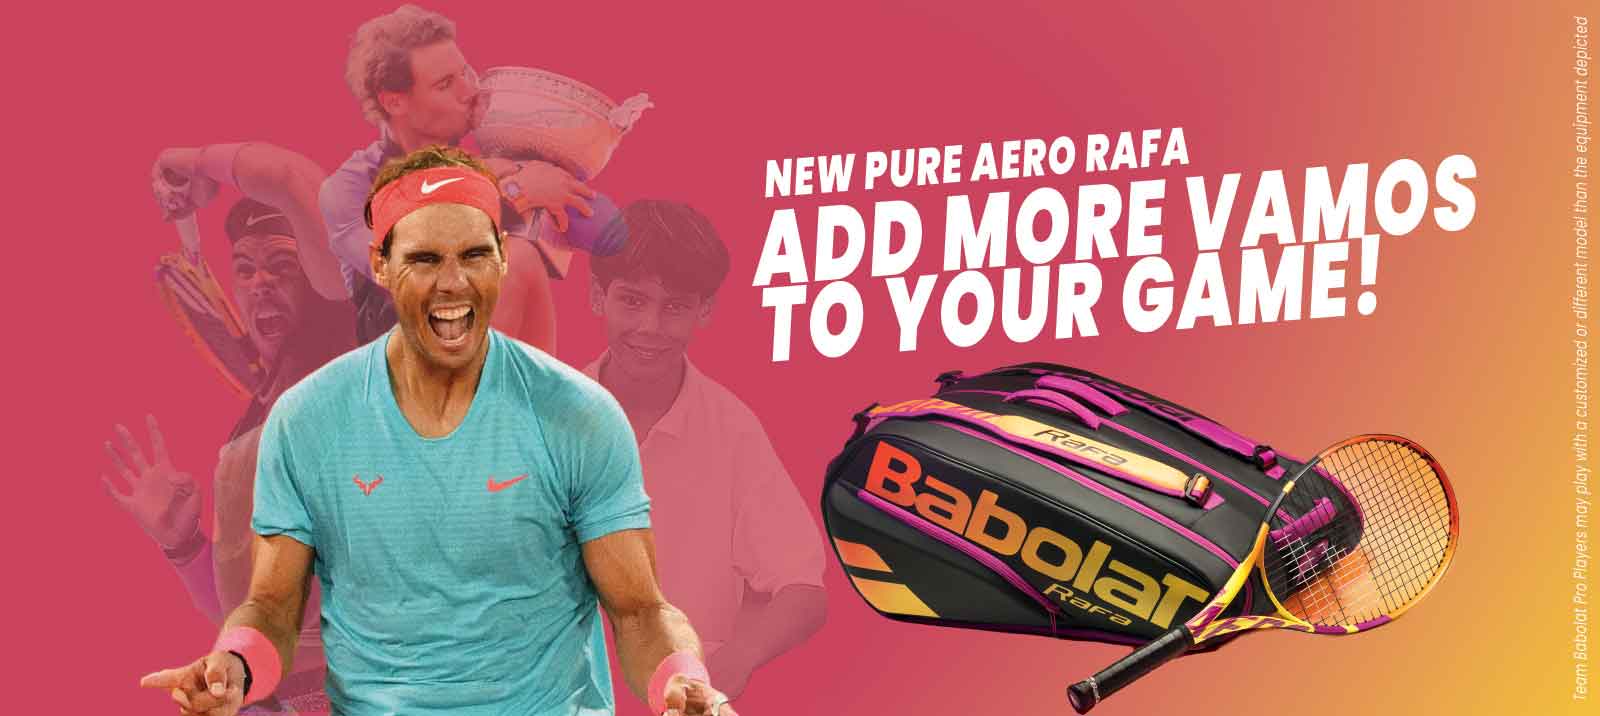 NEW PURE AERO RAFA
ADD MORE VAMOS
TO YOUR GAME!
Rafa
Babolat
Rafa
Team Babolat Pro Players may play with a customized or different model than the equipment depicted